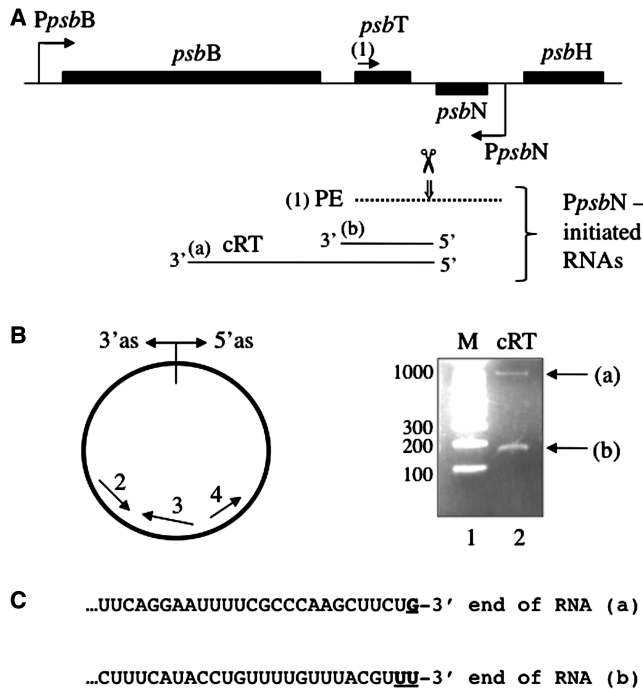 A
PpsbB
psbT
(1)
psbB
psbH
psbN
PpsbN
(1) PE
PpsbN –
initiated
RNAs
3' (b) 5'
3' (a) cRT 5'
B
3'as 5'as
2 3 4
M cRT
1000 (a)
300
200 (b)
100
1 2
C
…UUCAGGAAUUUUCGCCCAAGCUUCUG-3' end of RNA (a)
…CUUUCAUACCUGUUUUGUUUACGUUU-3' end of RNA (b)